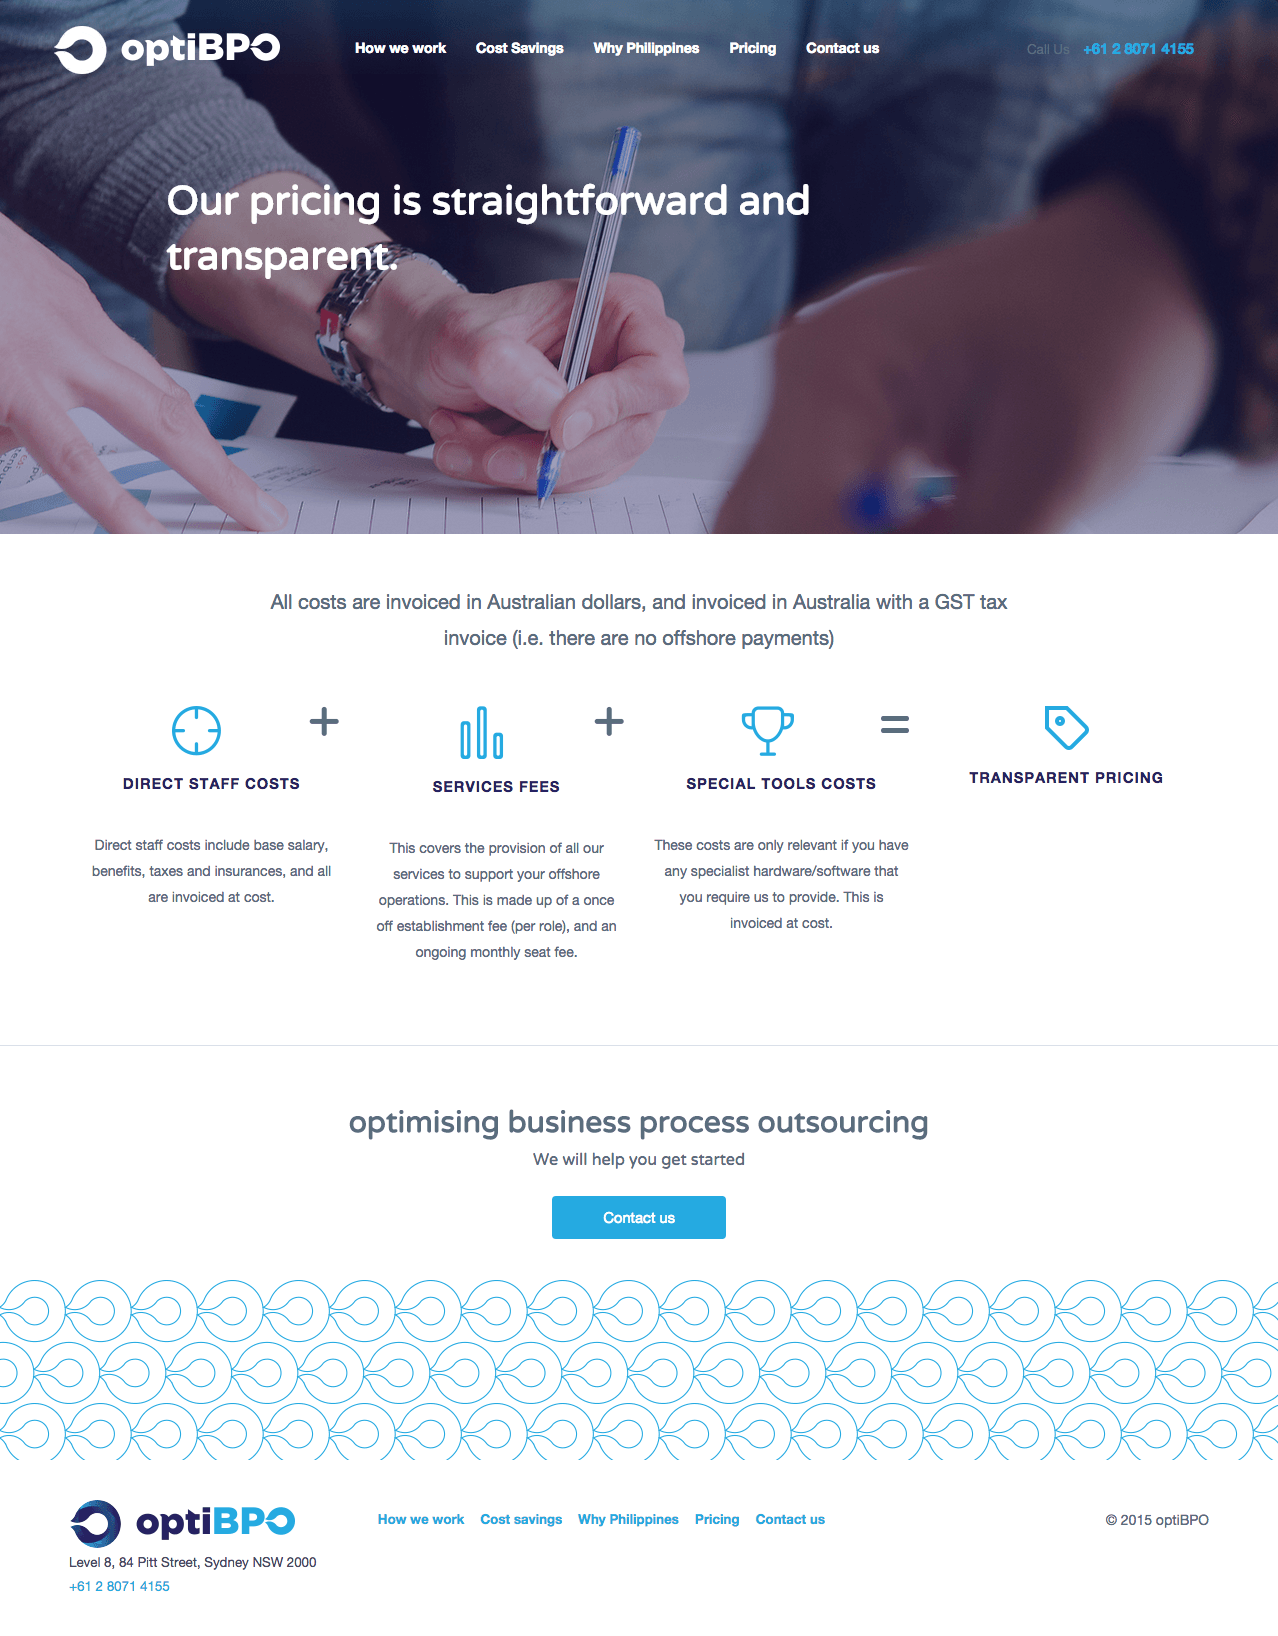 optiBPO
How we work
Cost Savings
Why Philippines
Pricing
Contact us
Call Us +61 2 8071 4155
Our pricing is straightforward and
transparent.
All costs are invoiced in Australian dollars, and invoiced in Australia with a GST tax
invoice (i.e. there are no offshore payments)
+
+
=
DIRECT STAFF COSTS
Direct staff costs include base salary,
benefits, taxes and insurances, and all
are invoiced at cost.
SERVICES FEES
This covers the provision of all our
services to support your offshore
operations. This is made up of a once
off establishment fee (per role), and an
ongoing monthly seat fee.
SPECIAL TOOLS COSTS
These costs are only relevant if you have
any specialist hardware/software that
you require us to provide. This is
invoiced at cost.
TRANSPARENT PRICING
optimising business process outsourcing
We will help you get started
Contact us
optiBPO
Level 8, 84 Pitt Street, Sydney NSW 2000
+61 2 8071 4155
How we work
Cost savings
Why Philippines
Pricing
Contact us
© 2015 optiBPO